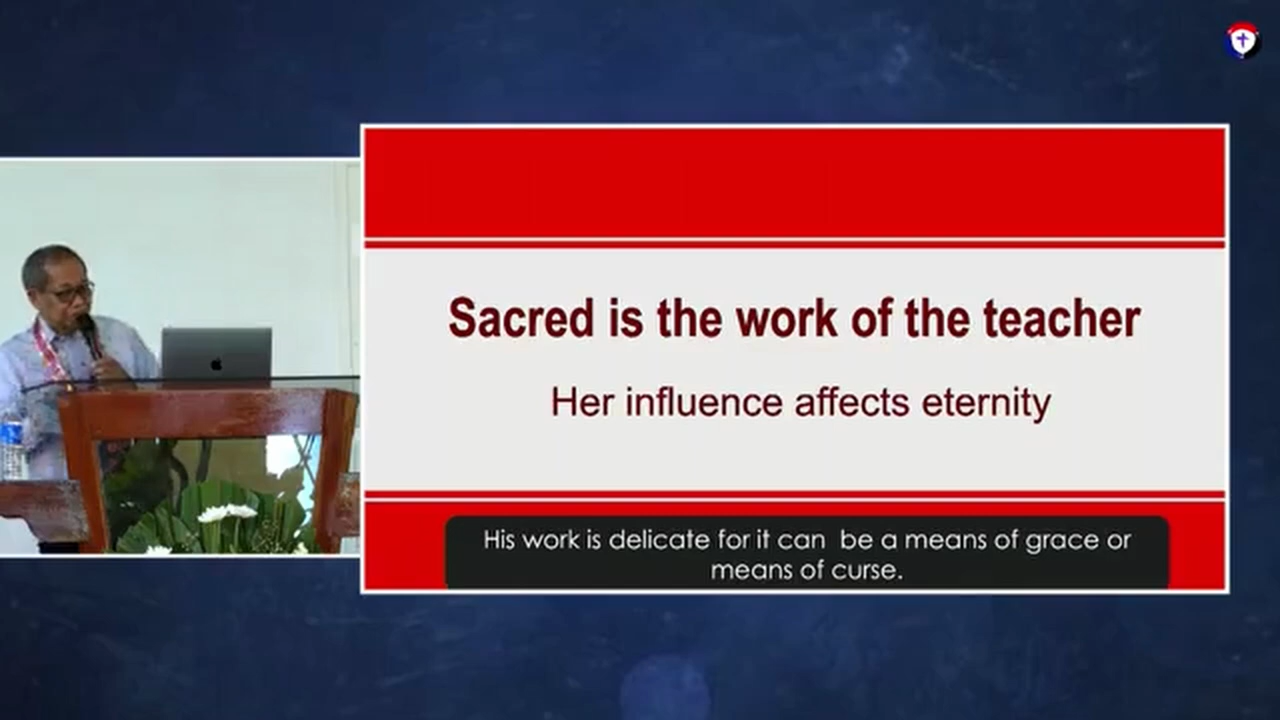 Sacred is the work of the teacher
Her influence affects eternity
His work is delicate for it can  be a means of grace or
means of curse.